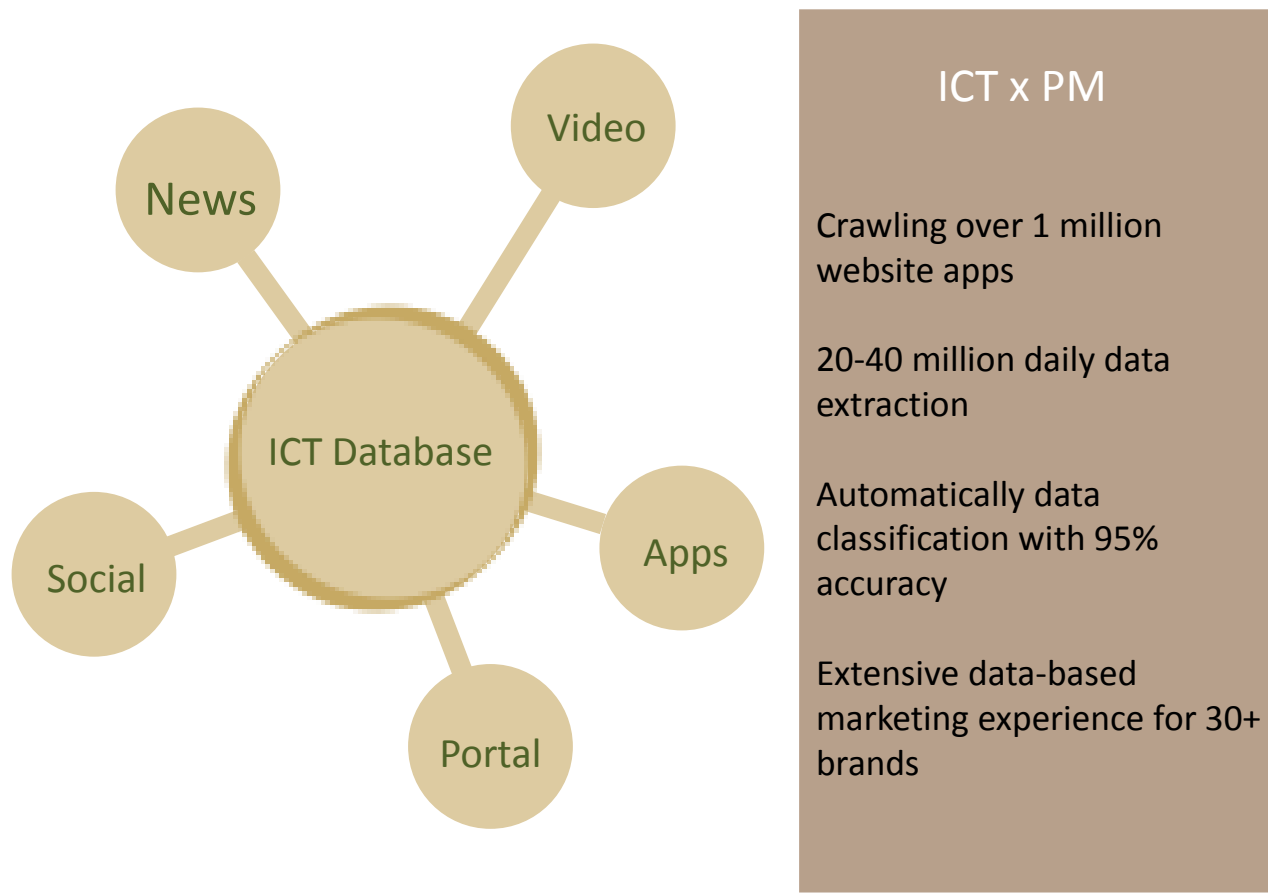 News
Video
ICT Database
Social
Apps
Portal
ICT x PM
Crawling over 1 million
website apps
20-40 million daily data
extraction
Automatically data
classification with 95%
accuracy
Extensive data-based
marketing experience for 30+
brands